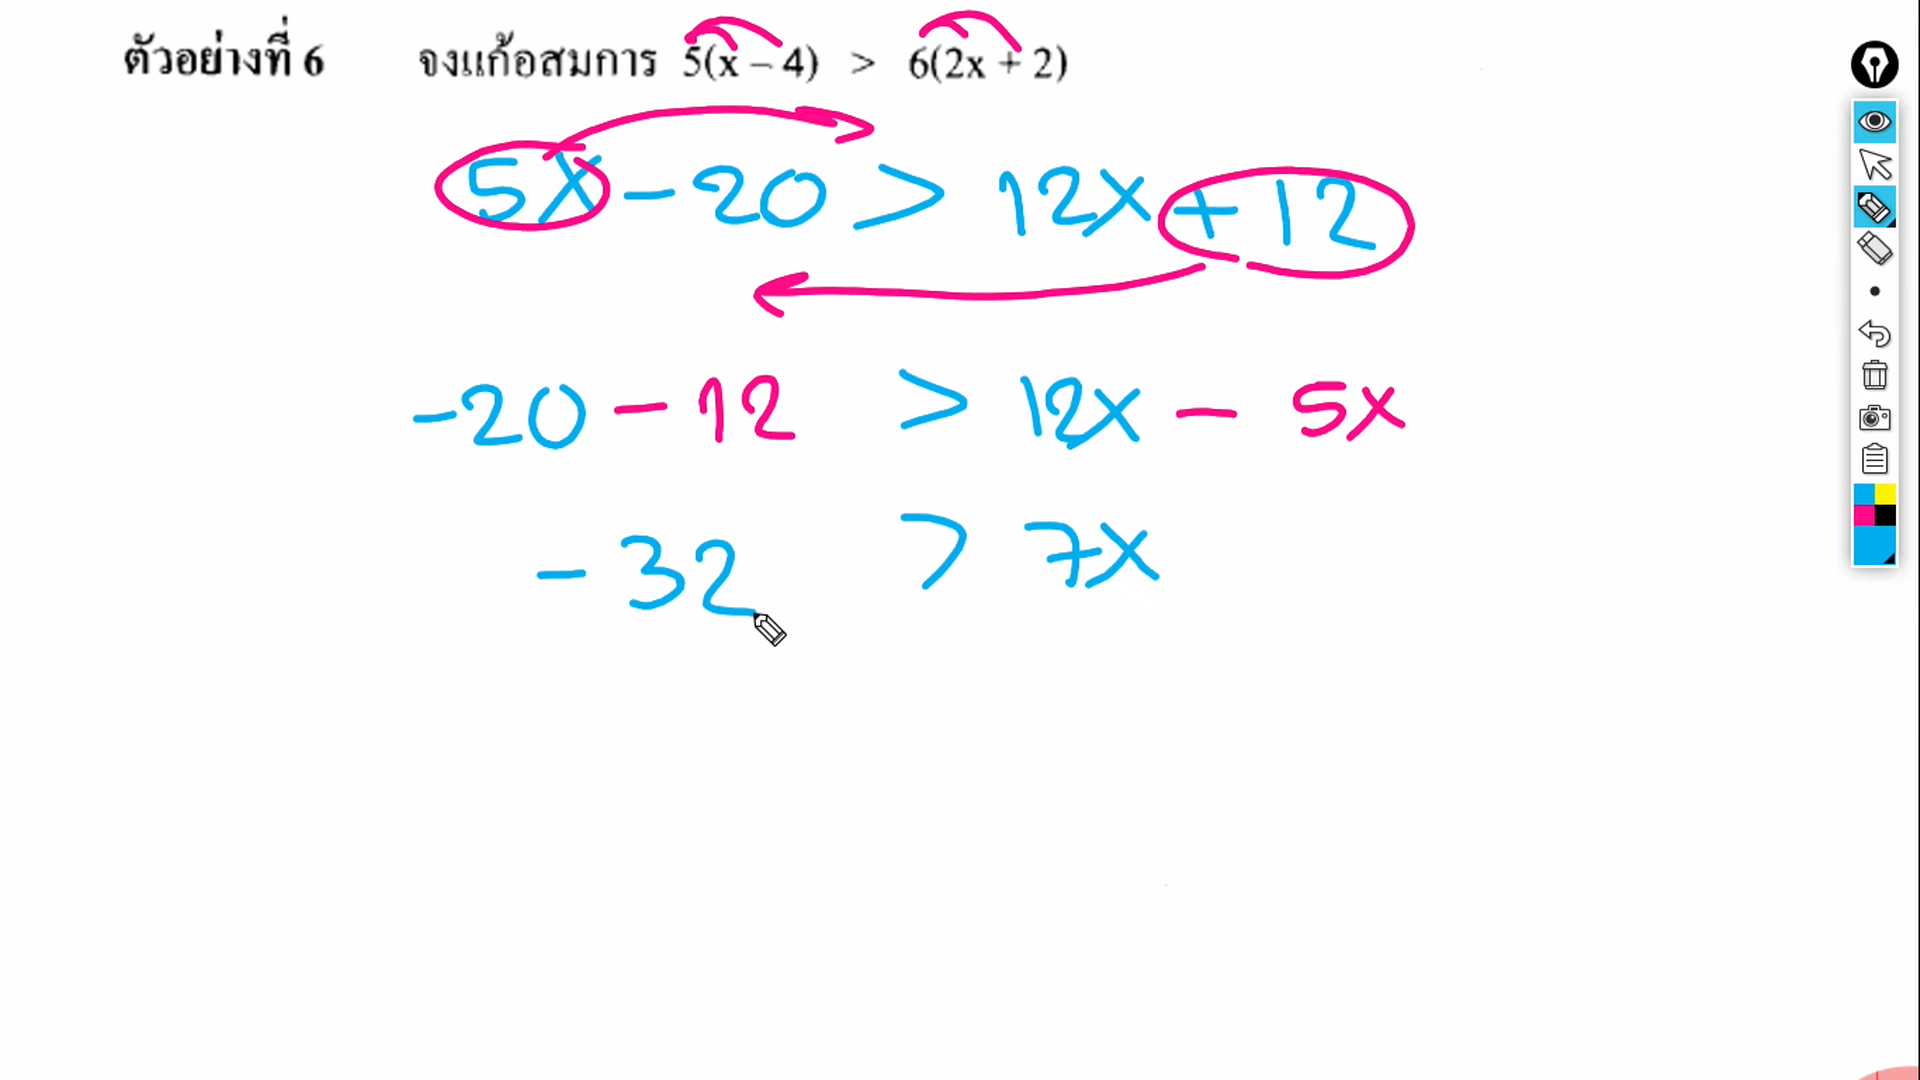 ตัวอย่างที่ 6 จงแก้อสมการ 5(x – 4) > 6(2x + 2)
5x - 20 > 12x + 12
-20 - 12 > 12x - 5x
- 32 > 7x